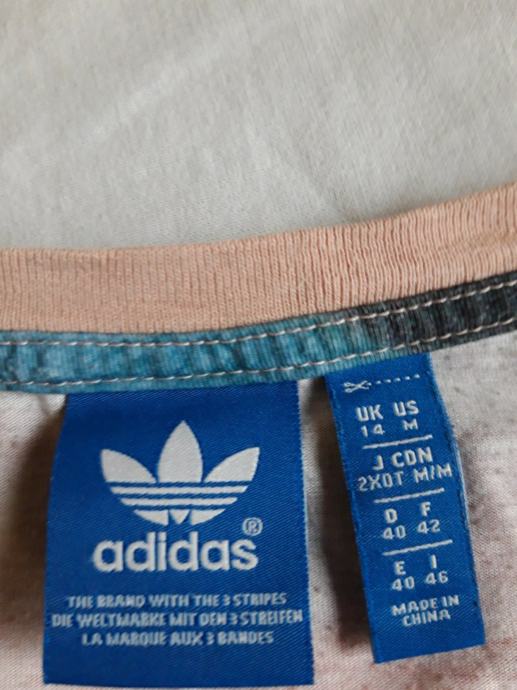 adidas®
THE BRAND WITH THE 3 STRIPES
DIE WELTMARKE MIT DEN 3 STREIFEN
LA MARQUE AUX 3 BANDES
UK US
14 M
J CDN
2XOT M/M
D F
40 42
E I
40 46
MADE IN
CHINA